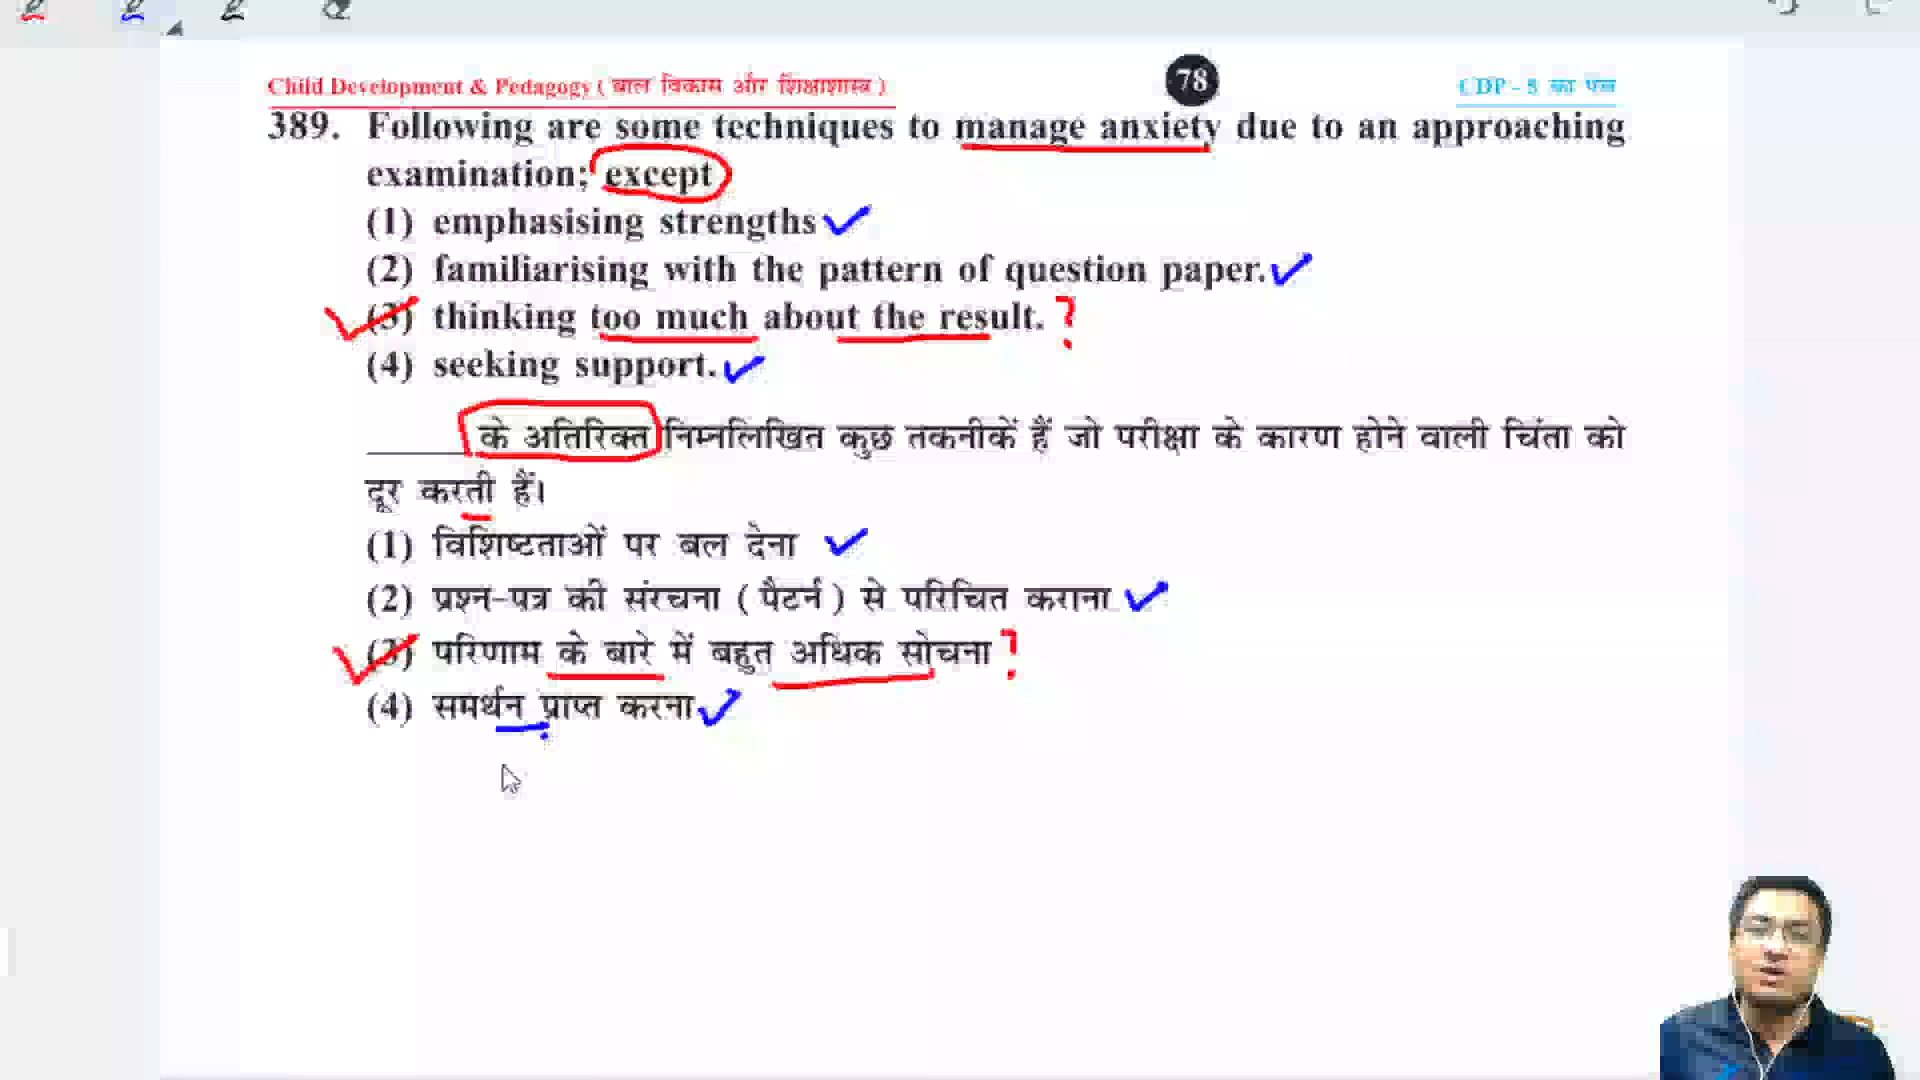 Child Development & Pedagogy ( बाल विकास और शिक्षाशास्त्र )
78
CDP - 8 का पंच
389. Following are some techniques to manage anxiety due to an approaching
examination; except
(1) emphasising strengths
(2) familiarising with the pattern of question paper.
(3) thinking too much about the result. ?
(4) seeking support.
______ के अतिरिक्त निम्नलिखित कुछ तकनीकें हैं जो परीक्षा के कारण होने वाली चिंता को
दूर करती हैं।
(1) विशिष्टताओं पर बल देना
(2) प्रश्न-पत्र की संरचना ( पैटर्न ) से परिचित कराना
(3) परिणाम के बारे में बहुत अधिक सोचना ?
(4) समर्थन प्राप्त करना